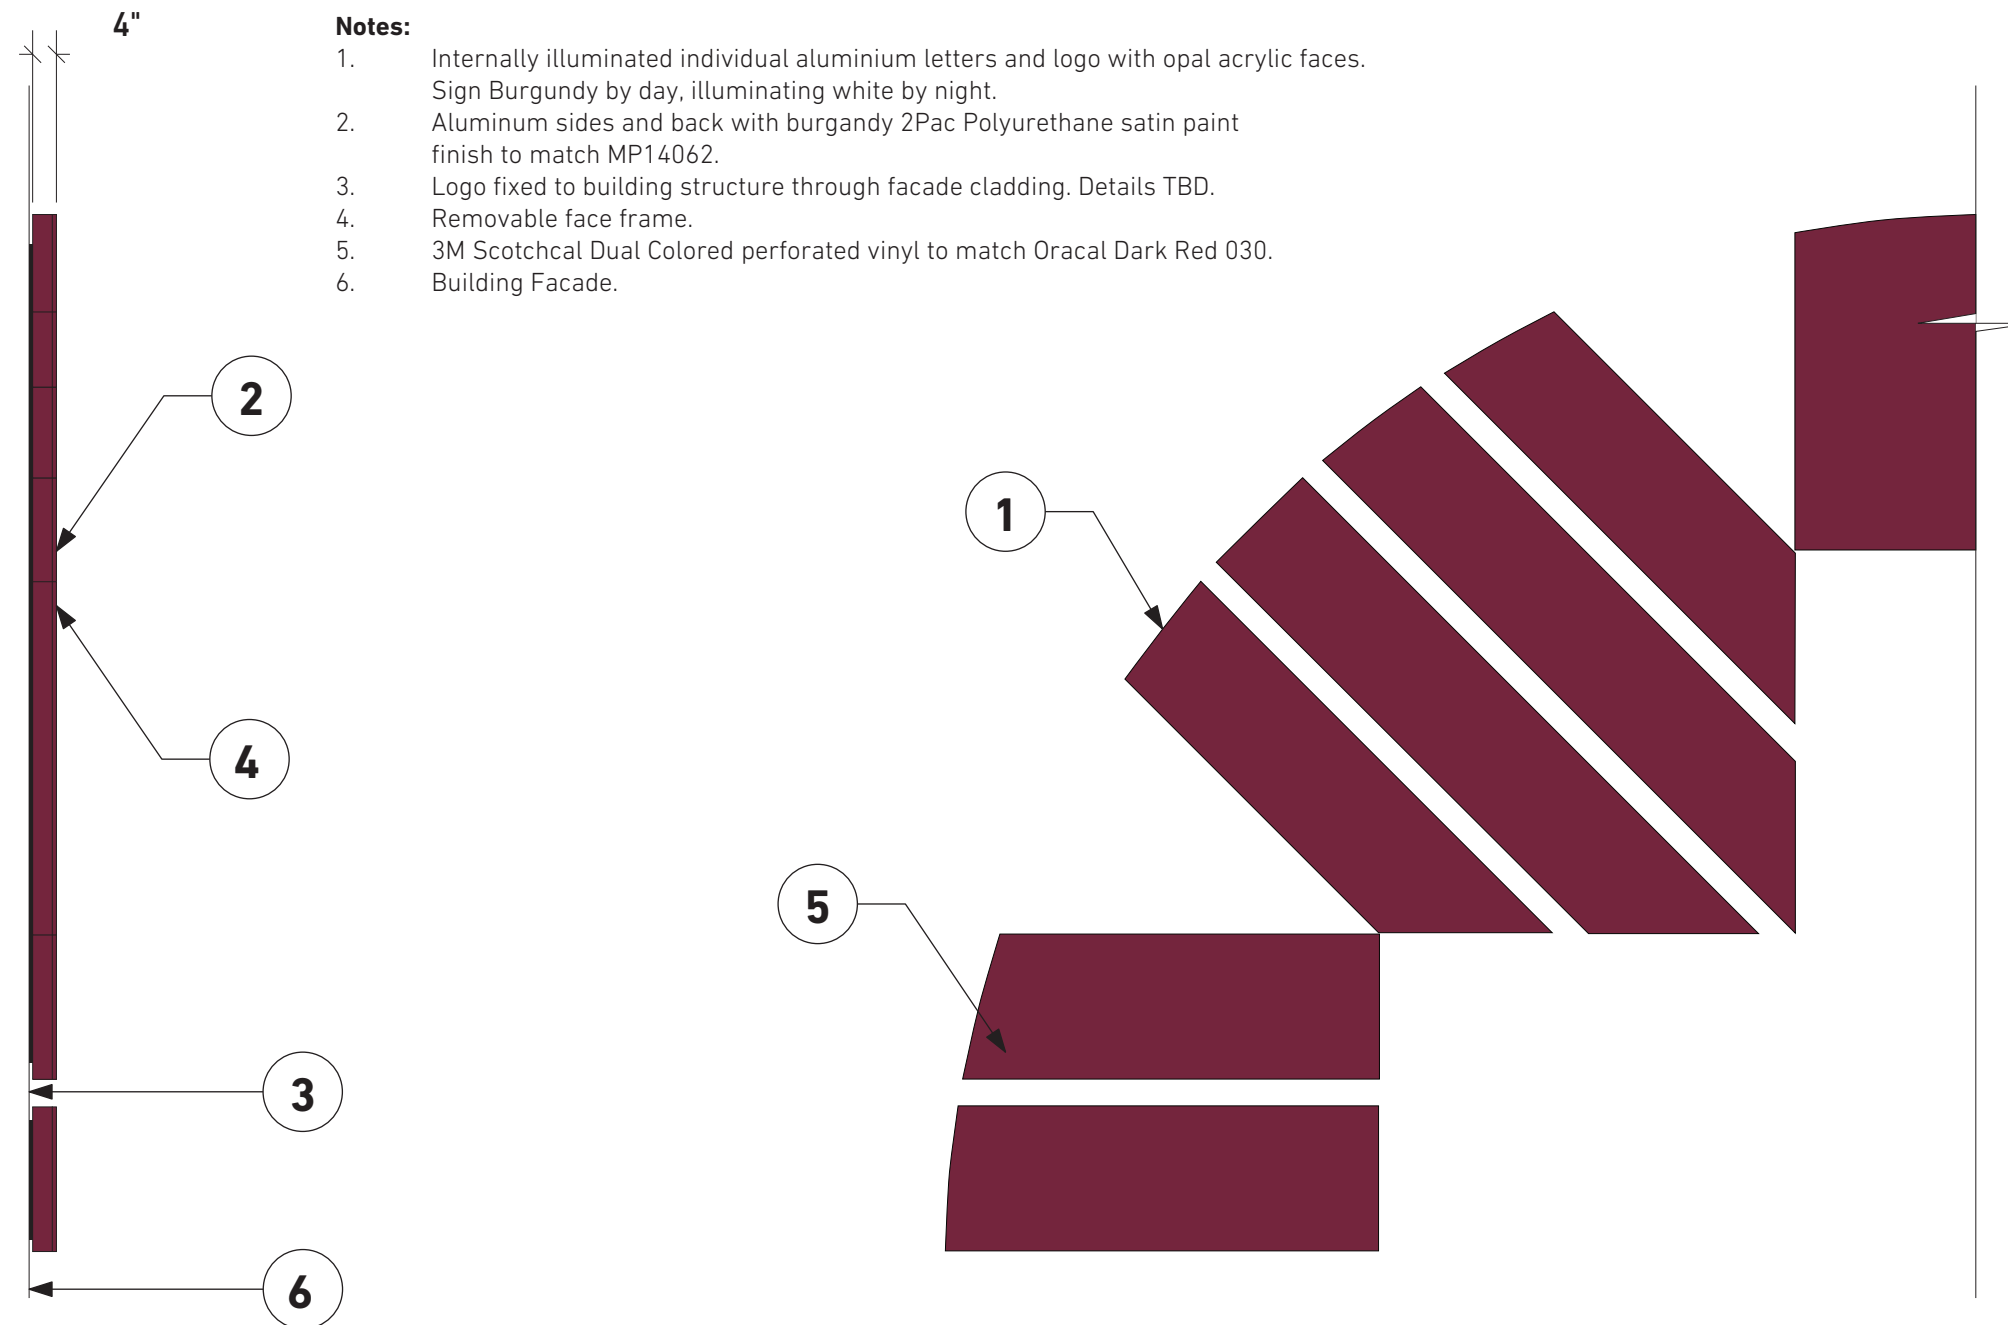 4"
Notes:
1. Internally illuminated individual aluminium letters and logo with opal acrylic faces.
Sign Burgundy by day, illuminating white by night.
2. Aluminum sides and back with burgandy 2Pac Polyurethane satin paint
finish to match MP14062.
3. Logo fixed to building structure through facade cladding. Details TBD.
4. Removable face frame.
5. 3M Scotchcal Dual Colored perforated vinyl to match Oracal Dark Red 030.
6. Building Facade.
2
1
4
5
3
6